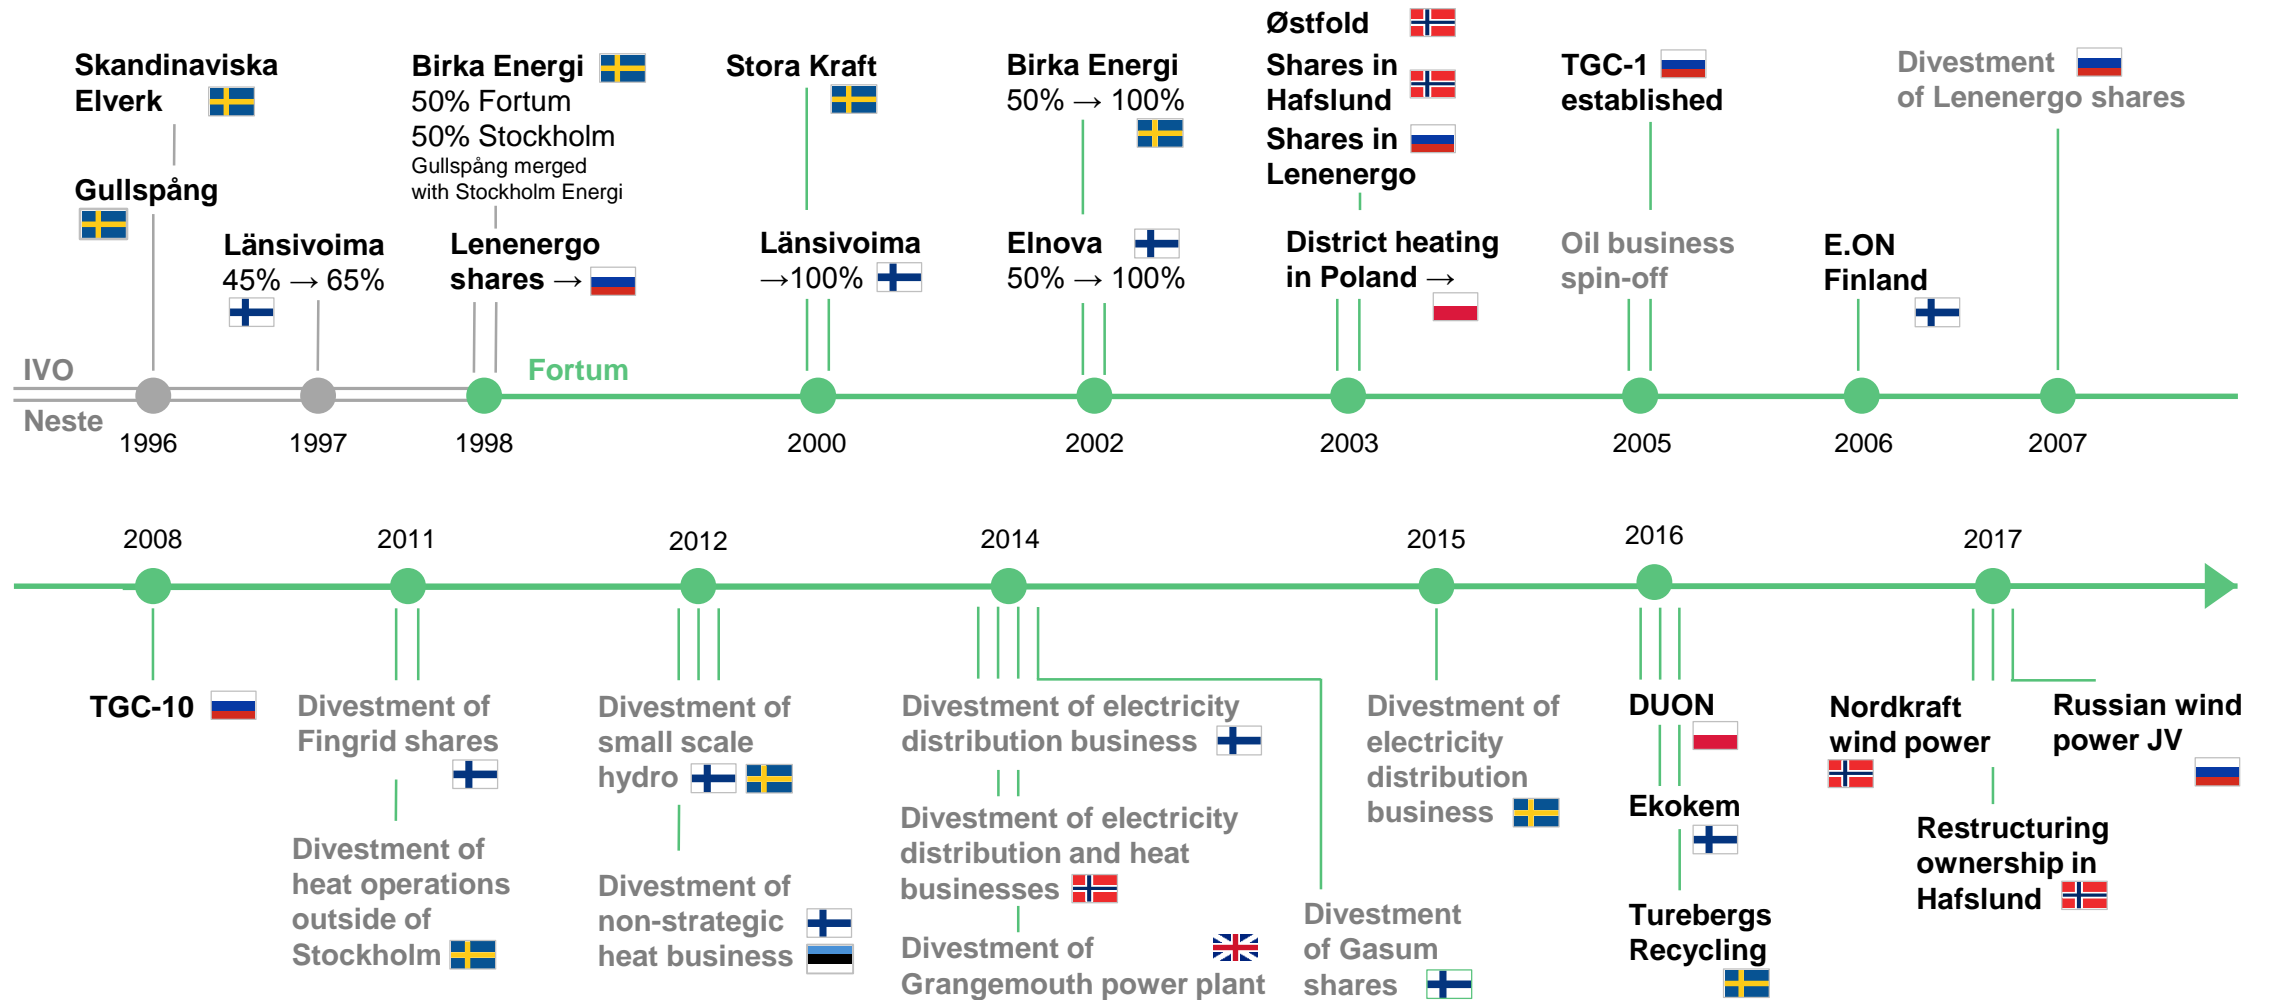 Skandinaviska
Elverk
Gullspång
Länsivoima
45% → 65%
Birka Energi
50% Fortum
50% Stockholm
Gullspång merged
with Stockholm Energi
Lenenergo
shares →
Stora Kraft
Länsivoima
→100%
Birka Energi
50% → 100%
Elnova
50% → 100%
Østfold
Shares in
Hafslund
Shares in
Lenenergo
District heating
in Poland →
TGC-1
established
Oil business
spin-off
E.ON
Finland
Divestment
of Lenenergo shares
IVO
Neste
Fortum
1996
1997
1998
2000
2002
2003
2005
2006
2007
2008
2011
2012
2014
2015
2016
2017
TGC-10
Divestment of
Fingrid shares
Divestment of
heat operations
outside of
Stockholm
Divestment of
small scale
hydro
Divestment of
non-strategic
heat business
Divestment of electricity
distribution business
Divestment of electricity
distribution and heat
businesses
Divestment of
Grangemouth power plant
Divestment
of Gasum
shares
Divestment of
electricity
distribution
business
DUON
Ekokem
Turebergs
Recycling
Nordkraft
wind power
Restructuring
ownership in
Hafslund
Russian wind
power JV